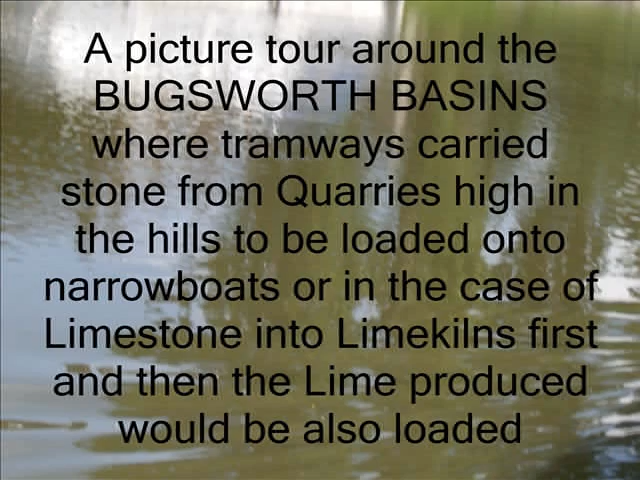 A picture tour around the
BUGSWORTH BASINS
where tramways carried
stone from Quarries high in
the hills to be loaded onto
narrowboats or in the case of
Limestone into Limekilns first
and then the Lime produced
would be also loaded